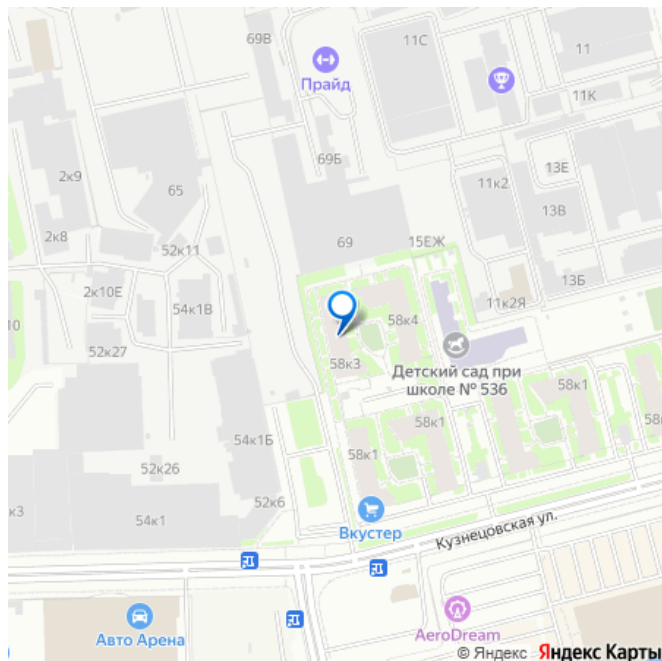 69В
11С
11
Прайд
11К
2к9
65
69Б
11к2
13Е
13В
2к8
52к11
69
15ЕЖ
2к10Е
54к1В
13Б
11к2Я
10
52к27
58к4
58к3
Детский сад при
школе № 536
58к1
58к1
54к1Б
52к26
58к1
к3
54к1
52к6
Вкустер
Кузнецовская ул.
Авто Арена
AeroDream
© Яндекс Яндекс Карты